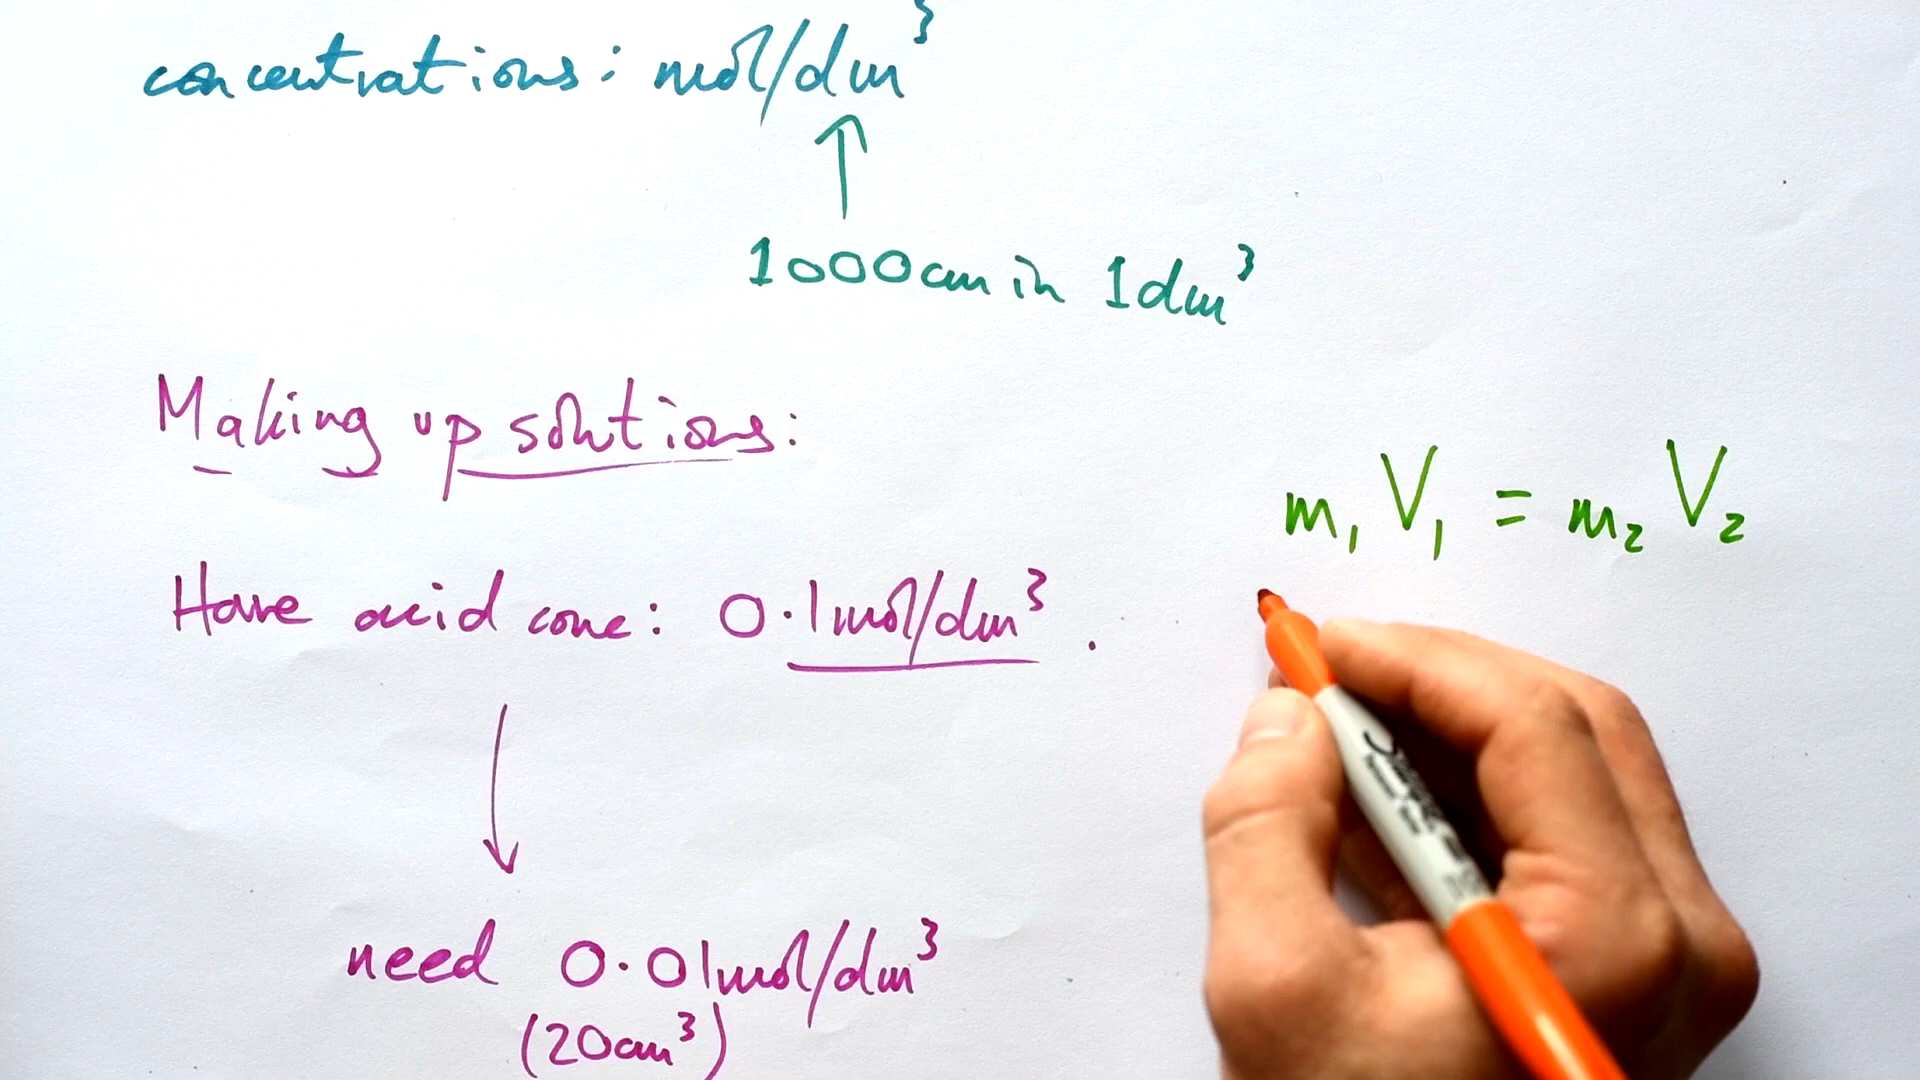 concentrations: mol/dm³
1000cm in 1dm³
Making up solutions:
m₁V₁ = m₂V₂
Have acid conc: 0.1mol/dm³.
need 0.01mol/dm³
(20cm³)
Sharpie